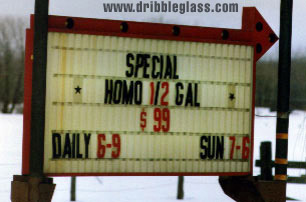 www.dribbleglass.com
SPECIAL
HOMO 1/2 GAL
$ 99
DAILY 6-9 SUN 7-6